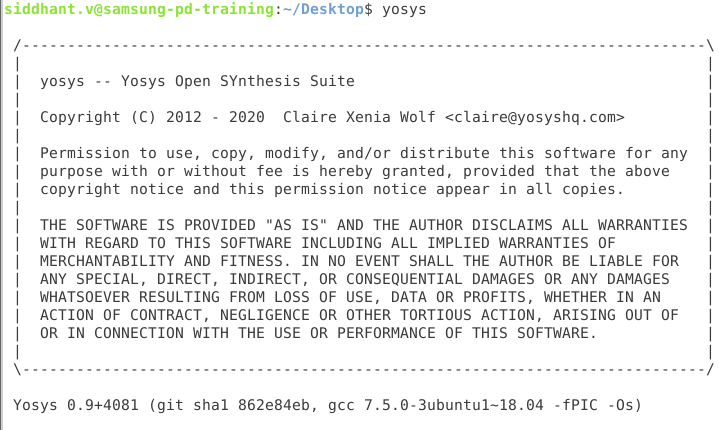 siddhant.v@samsung-pd-training:~/Desktop$ yosys
/----------------------------------------------------------------------------\
|                                                                            |
|  yosys -- Yosys Open SYnthesis Suite                                       |
|                                                                            |
|  Copyright (C) 2012 - 2020  Claire Xenia Wolf <claire@yosyshq.com>         |
|                                                                            |
|  Permission to use, copy, modify, and/or distribute this software for any  |
|  purpose with or without fee is hereby granted, provided that the above    |
|  copyright notice and this permission notice appear in all copies.         |
|                                                                            |
|  THE SOFTWARE IS PROVIDED "AS IS" AND THE AUTHOR DISCLAIMS ALL WARRANTIES  |
|  WITH REGARD TO THIS SOFTWARE INCLUDING ALL IMPLIED WARRANTIES OF          |
|  MERCHANTABILITY AND FITNESS. IN NO EVENT SHALL THE AUTHOR BE LIABLE FOR   |
|  ANY SPECIAL, DIRECT, INDIRECT, OR CONSEQUENTIAL DAMAGES OR ANY DAMAGES    |
|  WHATSOEVER RESULTING FROM LOSS OF USE, DATA OR PROFITS, WHETHER IN AN     |
|  ACTION OF CONTRACT, NEGLIGENCE OR OTHER TORTIOUS ACTION, ARISING OUT OF   |
|  OR IN CONNECTION WITH THE USE OR PERFORMANCE OF THIS SOFTWARE.            |
|                                                                            |
\----------------------------------------------------------------------------/
Yosys 0.9+4081 (git sha1 862e84eb, gcc 7.5.0-3ubuntu1~18.04 -fPIC -Os)